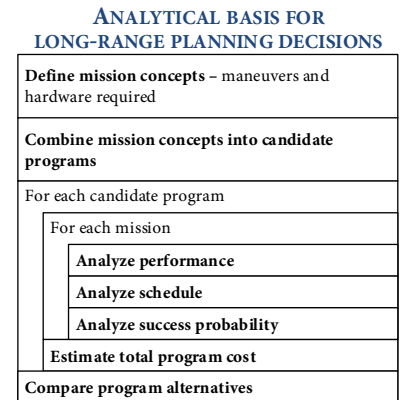 ANALYTICAL BASIS FOR
LONG-RANGE PLANNING DECISIONS
Define mission concepts – maneuvers and
hardware required
Combine mission concepts into candidate
programs
For each candidate program
For each mission
Analyze performance
Analyze schedule
Analyze success probability
Estimate total program cost
Compare program alternatives